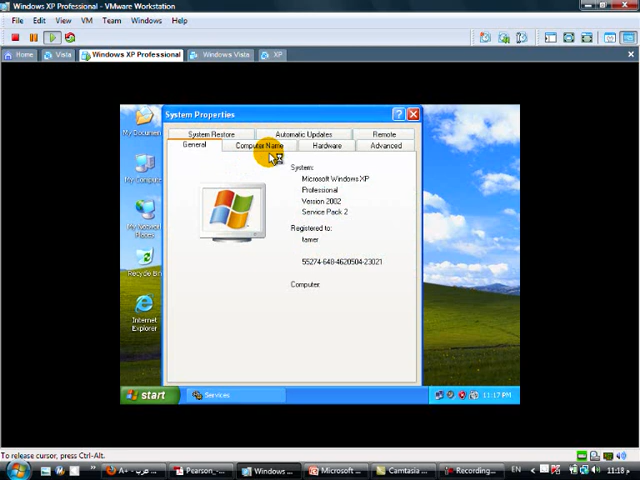 Windows XP Professional - VMware Workstation
File Edit View VM Team Windows Help
Home Vista Windows XP Professional Windows Vista XP
My Documen
My Compute
My Network
Places
Recycle Bin
Internet
Explorer
System Properties
System Restore Automatic Updates Remote
General Computer Name Hardware Advanced
System:
Microsoft Windows XP
Professional
Version 2002
Service Pack 2
Registered to:
tamer
55274-640-4620504-23021
Computer:
start Services 11:17 PM
To release cursor, press Ctrl-Alt.
A+ - عرب ... Pearson_-... Windows ... Microsoft ... Camtasia ... Recording... EN 11:18 م